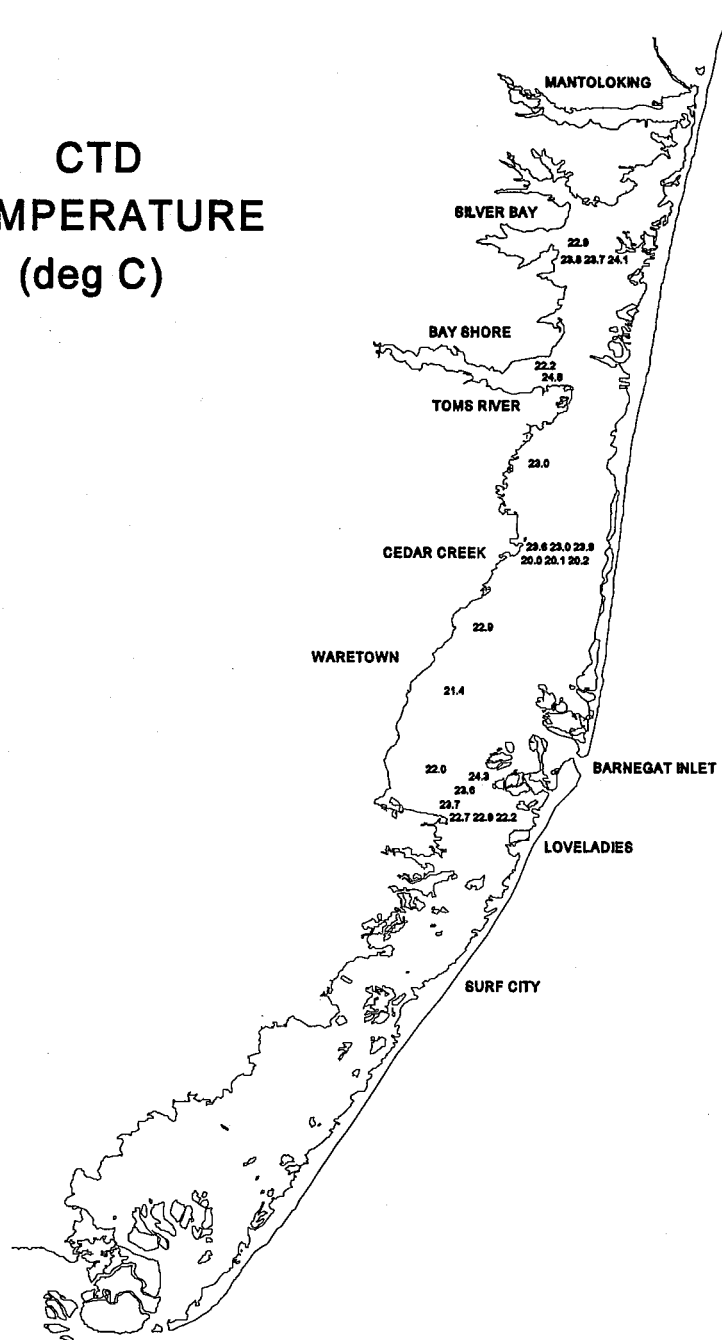 CTD
MPERATURE
(deg C)
MANTOLOKING
SILVER BAY
22.9
23.8 23.7 24.1
BAY SHORE
22.2
24.8
TOMS RIVER
23.0
CEDAR CREEK
23.6 23.0 23.9
20.0 20.1 20.2
22.9
WARETOWN
21.4
BARNEGAT INLET
22.0
24.3
23.6
23.7
22.7 22.9 22.2
LOVELADIES
SURF CITY